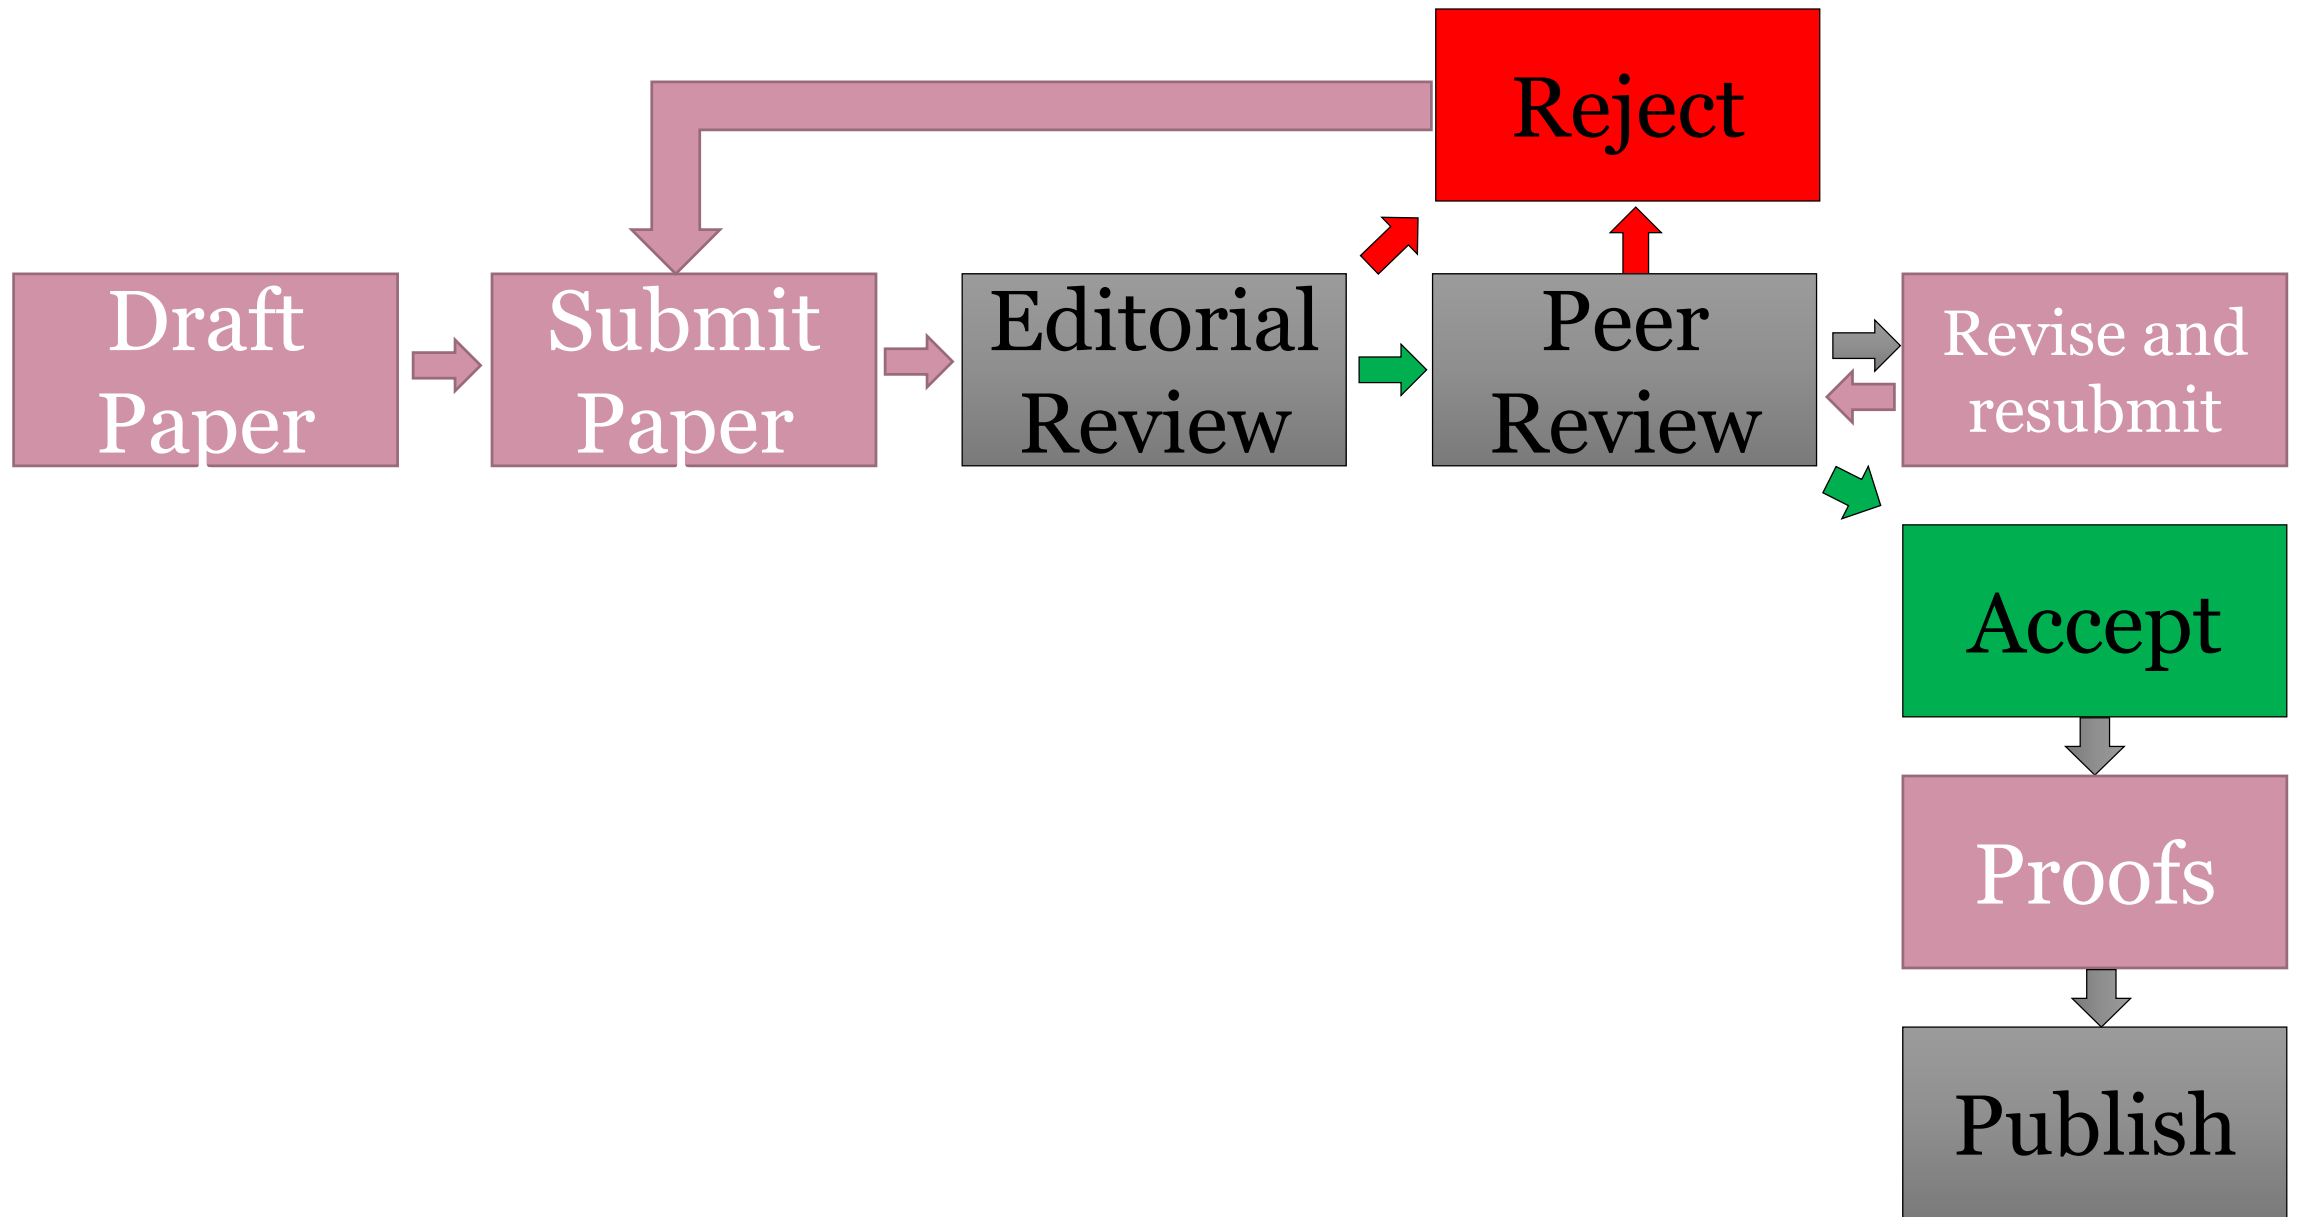 Reject
Draft
Paper
Submit
Paper
Editorial
Review
Peer
Review
Revise and
resubmit
Accept
Proofs
Publish